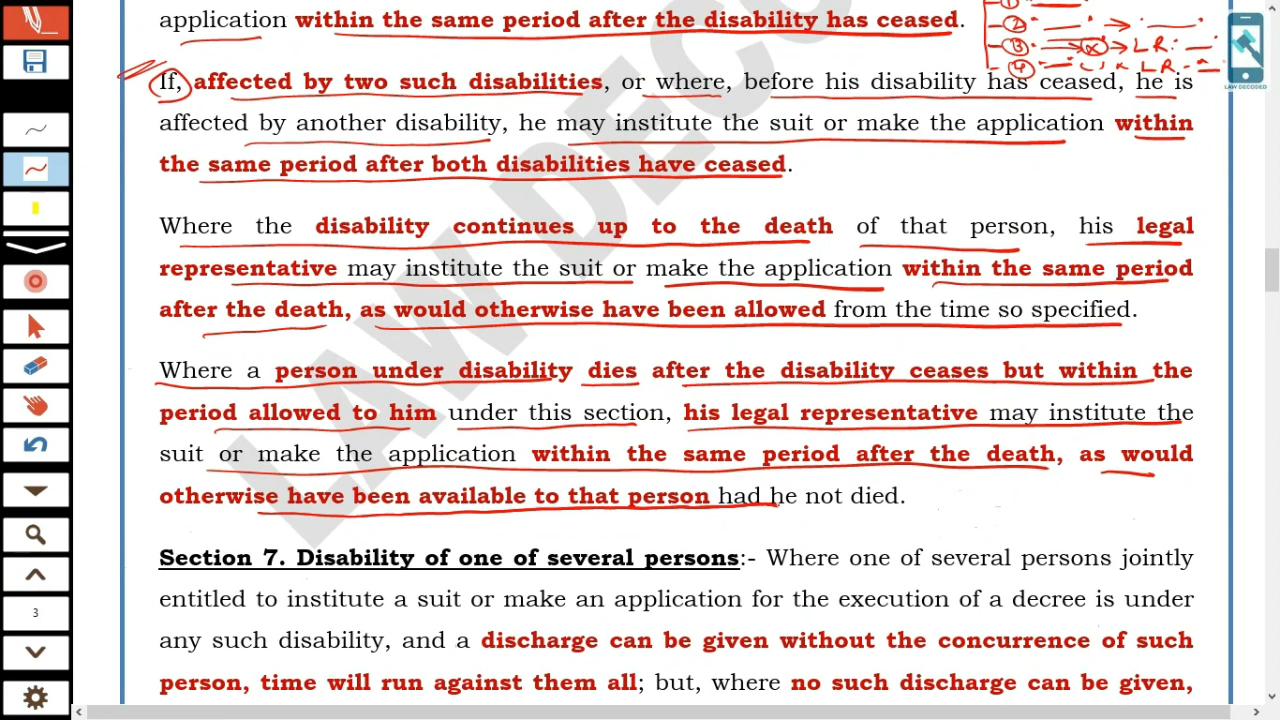 application within the same period after the disability has ceased.
①
②
③ L R.
④ L R.
LAW DECODED
If, affected by two such disabilities, or where, before his disability has ceased, he is
affected by another disability, he may institute the suit or make the application within
the same period after both disabilities have ceased.
Where the disability continues up to the death of that person, his legal
representative may institute the suit or make the application within the same period
after the death, as would otherwise have been allowed from the time so specified.
Where a person under disability dies after the disability ceases but within the
period allowed to him under this section, his legal representative may institute the
suit or make the application within the same period after the death, as would
otherwise have been available to that person had he not died.
Section 7. Disability of one of several persons:- Where one of several persons jointly
entitled to institute a suit or make an application for the execution of a decree is under
any such disability, and a discharge can be given without the concurrence of such
person, time will run against them all; but, where no such discharge can be given,
3
LAW DECO